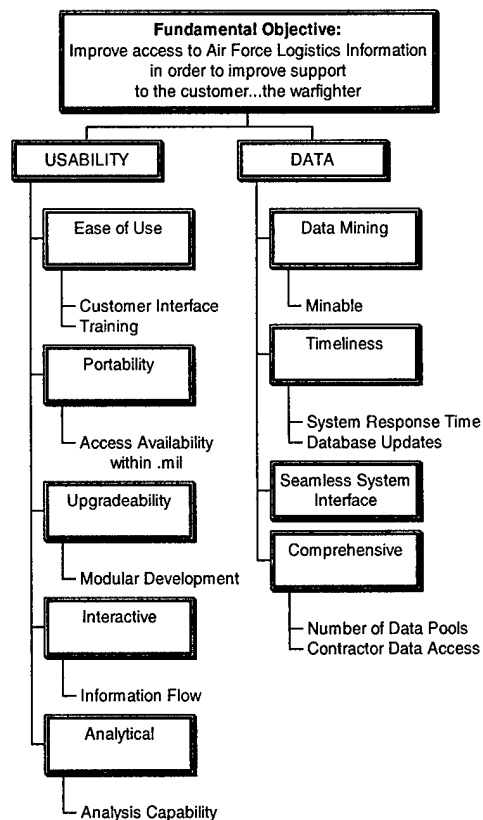 Fundamental Objective:
Improve access to Air Force Logistics Information
in order to improve support
to the customer...the warfighter
USABILITY
Ease of Use
Customer Interface
Training
Portability
Access Availability
within .mil
Upgradeability
Modular Development
Interactive
Information Flow
Analytical
Analysis Capability
DATA
Data Mining
Minable
Timeliness
System Response Time
Database Updates
Seamless System
Interface
Comprehensive
Number of Data Pools
Contractor Data Access